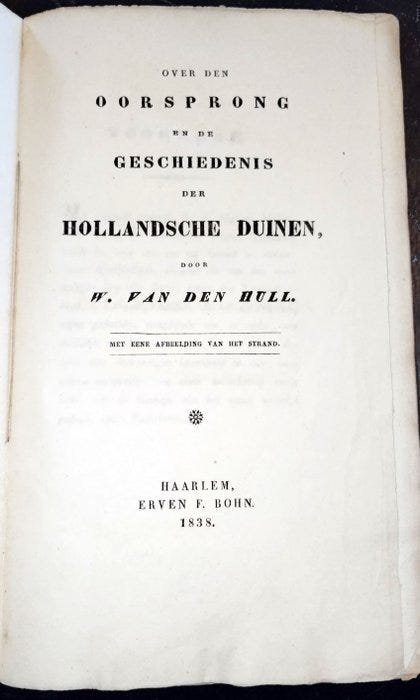 OVER DEN
OORSPRONG
EN DE
GESCHIEDENIS
DER
HOLLANDSCHE DUINEN,
DOOR
W. VAN DEN HULL.
MET EENE AFBEELDING VAN HET STRAND.
HAARLEM,
ERVEN F. BOHN.
1838.